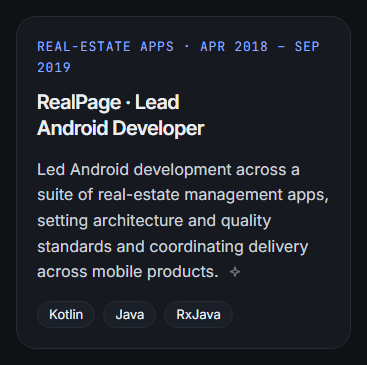 REAL-ESTATE APPS · APR 2018 – SEP
2019
RealPage · Lead
Android Developer
Led Android development across a
suite of real-estate management apps,
setting architecture and quality
standards and coordinating delivery
across mobile products.
Kotlin
Java
RxJava